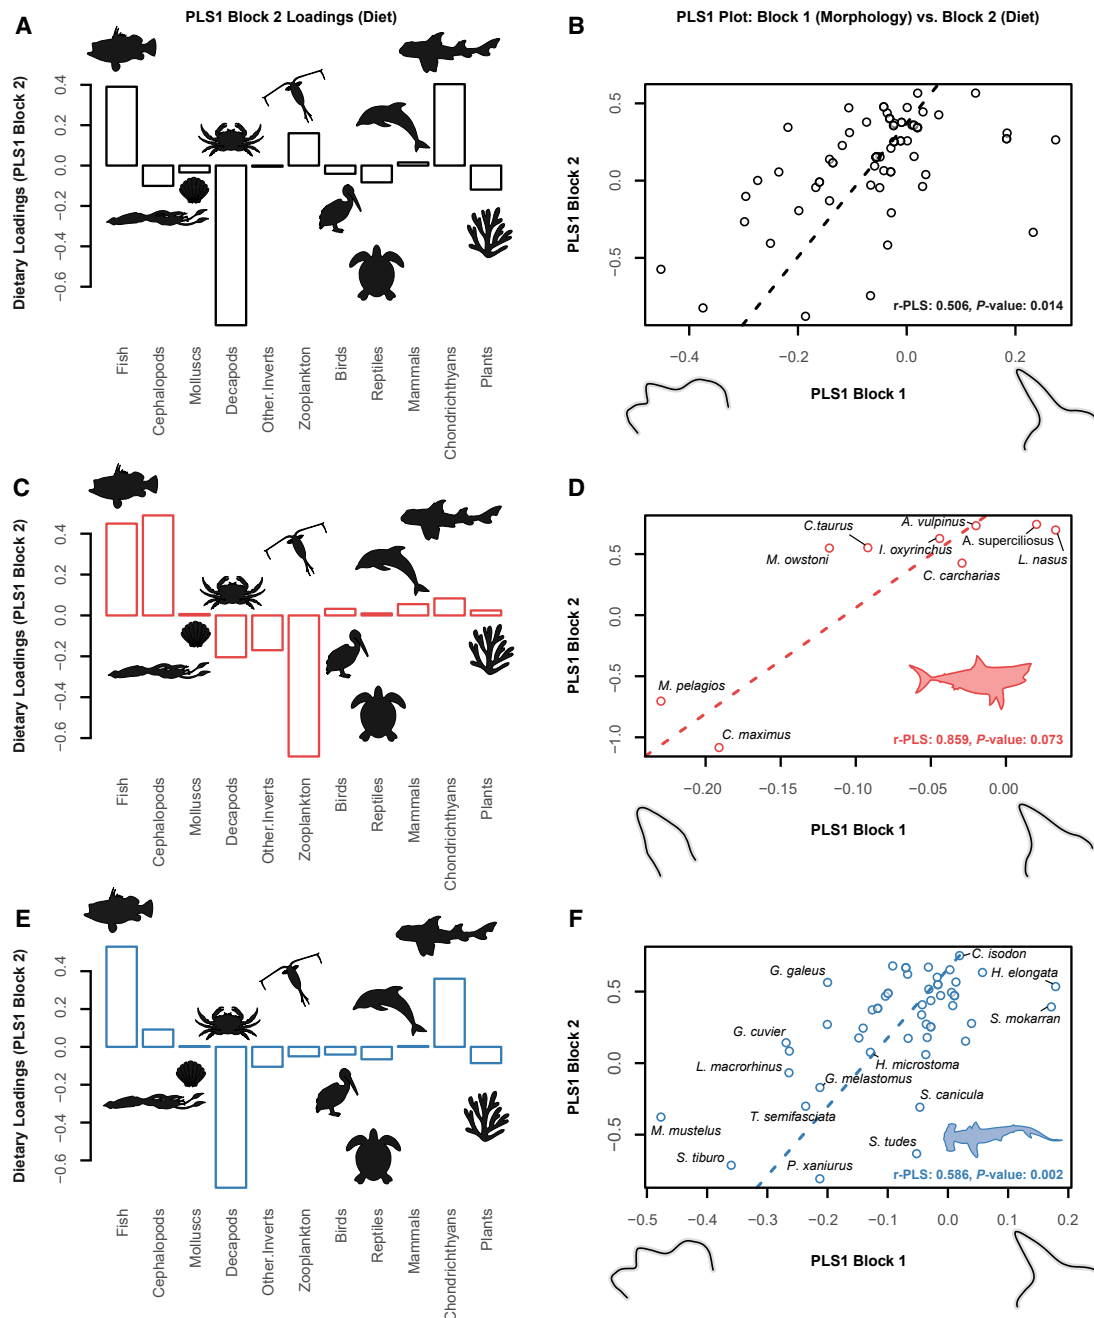 A
PLS1 Block 2 Loadings (Diet)
Dietary Loadings (PLS1 Block 2)
0.4
0.2
0.0
−0.2
−0.4
−0.6
Fish
Cephalopods
Molluscs
Decapods
Other.Inverts
Zooplankton
Birds
Reptiles
Mammals
Chondrichthyans
Plants
B
PLS1 Plot: Block 1 (Morphology) vs. Block 2 (Diet)
PLS1 Block 2
0.5
0.0
−0.5
r-PLS: 0.506, P-value: 0.014
−0.4
−0.2
0.0
0.2
PLS1 Block 1
C
Dietary Loadings (PLS1 Block 2)
0.4
0.2
0.0
−0.2
−0.4
−0.6
Fish
Cephalopods
Molluscs
Decapods
Other.Inverts
Zooplankton
Birds
Reptiles
Mammals
Chondrichthyans
Plants
D
PLS1 Block 2
0.5
0.0
−0.5
−1.0
C.taurus
A. vulpinus
M. owstoni
I. oxyrinchus
A. superciliosus
L. nasus
C. carcharias
M. pelagios
C. maximus
r-PLS: 0.859, P-value: 0.073
−0.20
−0.15
−0.10
−0.05
0.00
PLS1 Block 1
E
Dietary Loadings (PLS1 Block 2)
0.4
0.2
0.0
−0.2
−0.4
−0.6
Fish
Cephalopods
Molluscs
Decapods
Other.Inverts
Zooplankton
Birds
Reptiles
Mammals
Chondrichthyans
Plants
F
PLS1 Block 2
0.5
0.0
−0.5
C. isodon
G. galeus
H. elongata
S. mokarran
G. cuvier
L. macrorhinus
H. microstoma
G. melastomus
S. canicula
T. semifasciata
M. mustelus
S. tudes
S. tiburo
P. xaniurus
r-PLS: 0.586, P-value: 0.002
−0.5
−0.4
−0.3
−0.2
−0.1
0.0
0.1
0.2
PLS1 Block 1